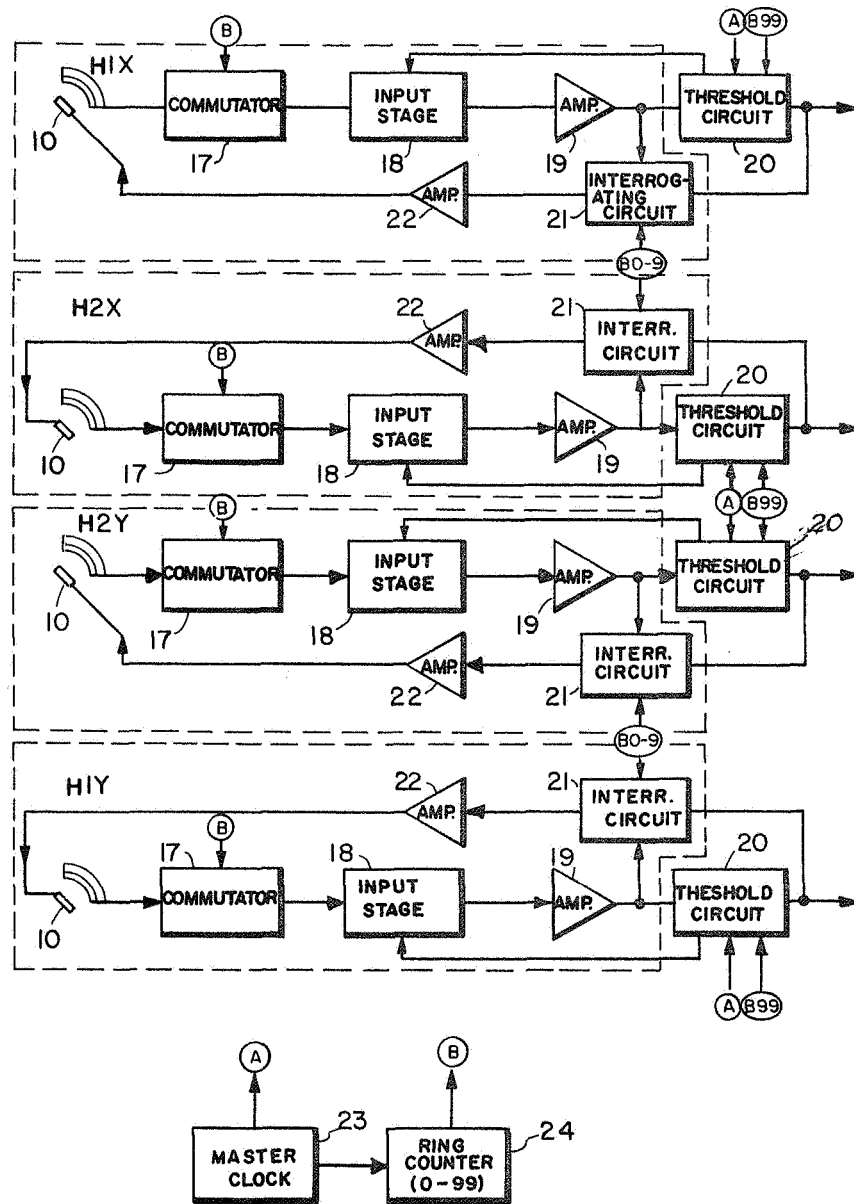 A B99
B
H1X
COMMUTATOR
INPUT
STAGE
AMP.
THRESHOLD
CIRCUIT
10
17
18
19
20
AMP.
22
INTERROG-
ATING
CIRCUIT
21
B0-9
H2X
22
AMP.
21
INTERR.
CIRCUIT
B
20
COMMUTATOR
INPUT
STAGE
AMP.
THRESHOLD
CIRCUIT
10
17
18
19
A B99
H2Y
B
20
COMMUTATOR
INPUT
STAGE
AMP.
THRESHOLD
CIRCUIT
10
17
18
19
AMP.
22
INTERR.
CIRCUIT
21
B0-9
H1Y
22
AMP.
21
INTERR.
CIRCUIT
B
17
18
19
20
COMMUTATOR
INPUT
STAGE
AMP.
THESHOLD
CIRCUIT
10
A B99
A
B
23
24
MASTER
CLOCK
RING
COUNTER
(0-99)